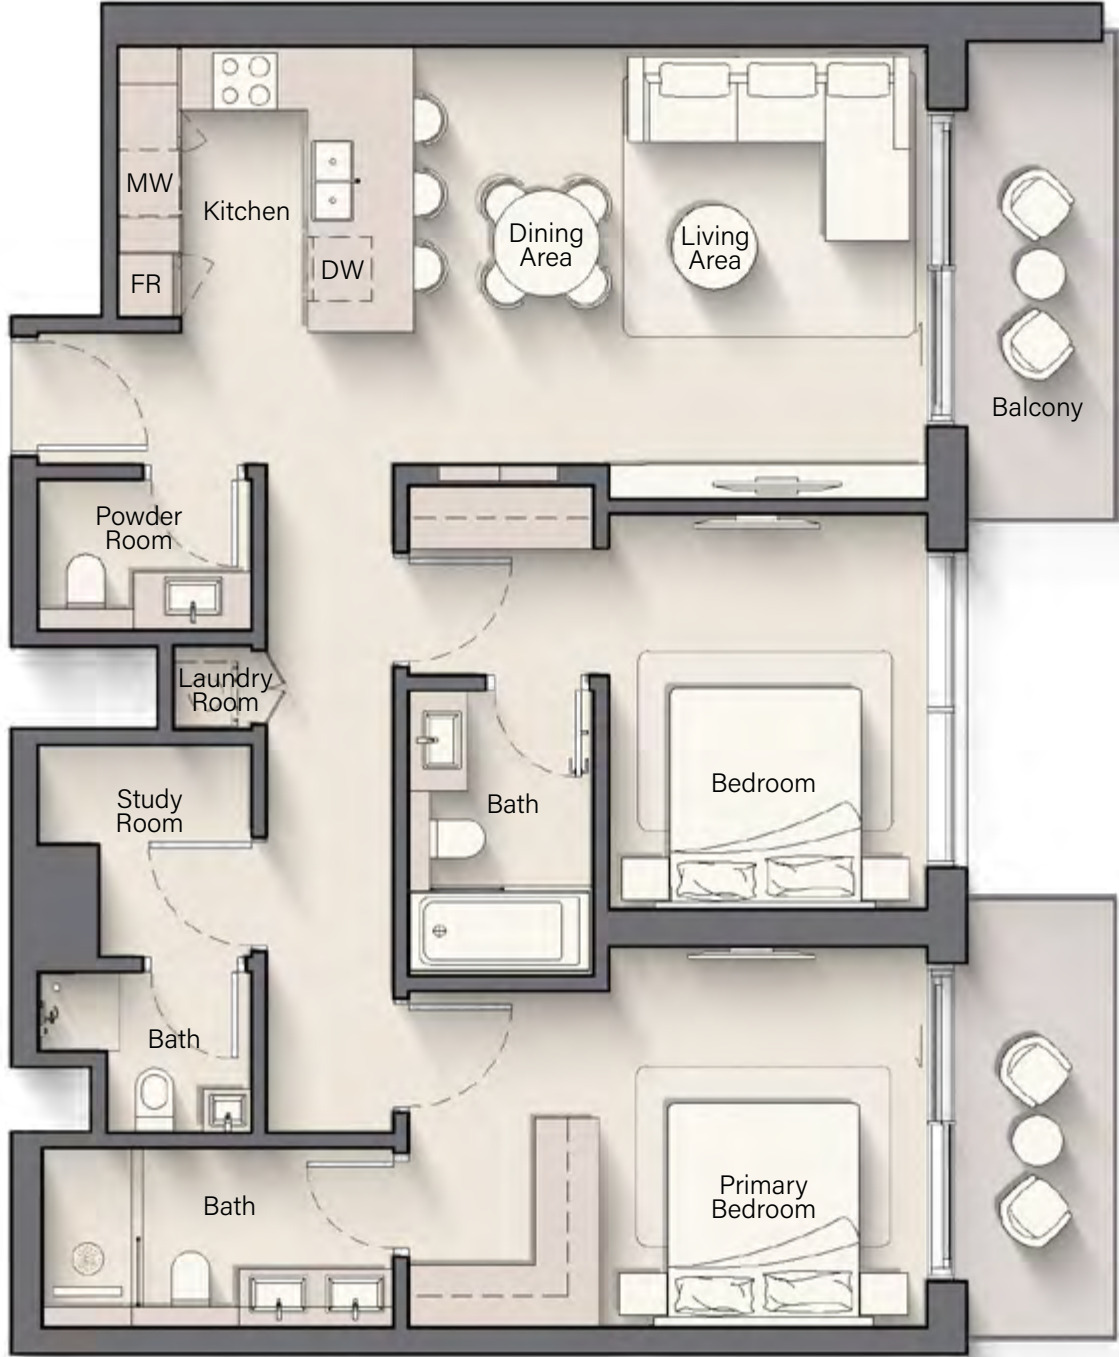 MW
Kitchen
Dining
Area
Living
Area
FR
DW
Balcony
Powder
Room
Laundry
Room
Study
Room
Bath
Bedroom
Bath
Bath
Primary
Bedroom